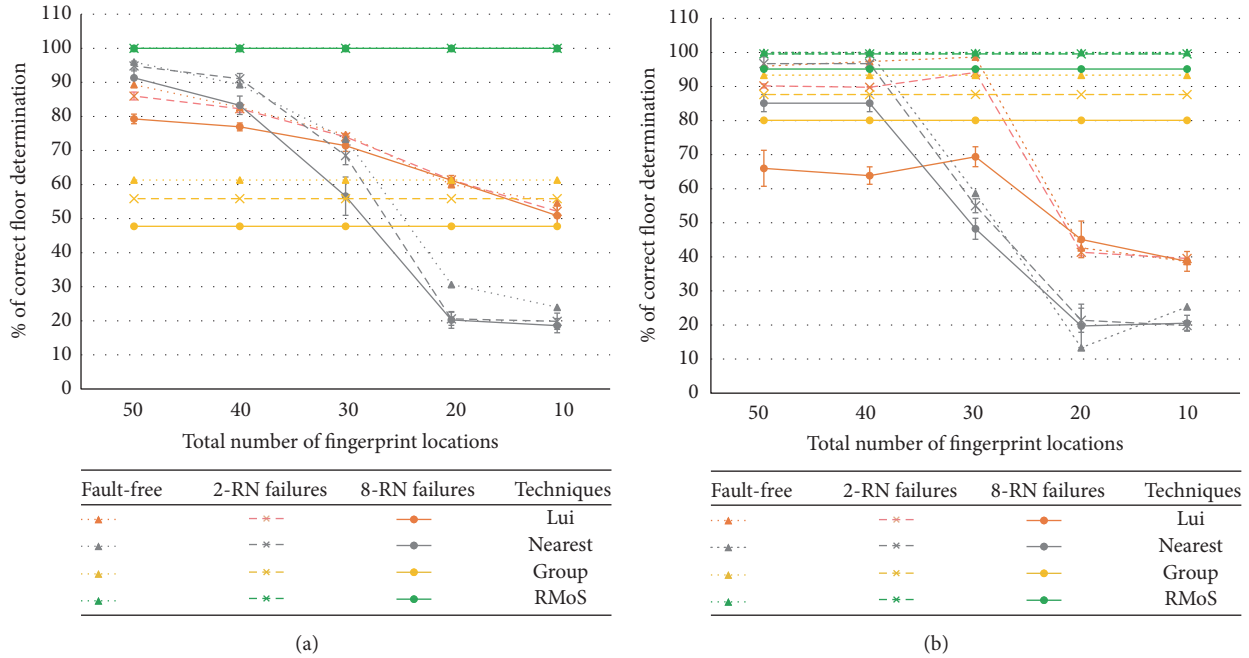 % of correct floor determination
110
100
90
80
70
60
50
40
30
20
10
0
50 40 30 20 10
Total number of fingerprint locations
Fault-free 2-RN failures 8-RN failures Techniques
Lui
Nearest
Group
RMoS
(a)
% of correct floor determination
110
100
90
80
70
60
50
40
30
20
10
0
50 40 30 20 10
Total number of fingerprint locations
Fault-free 2-RN failures 8-RN failures Techniques
Lui
Nearest
Group
RMoS
(b)